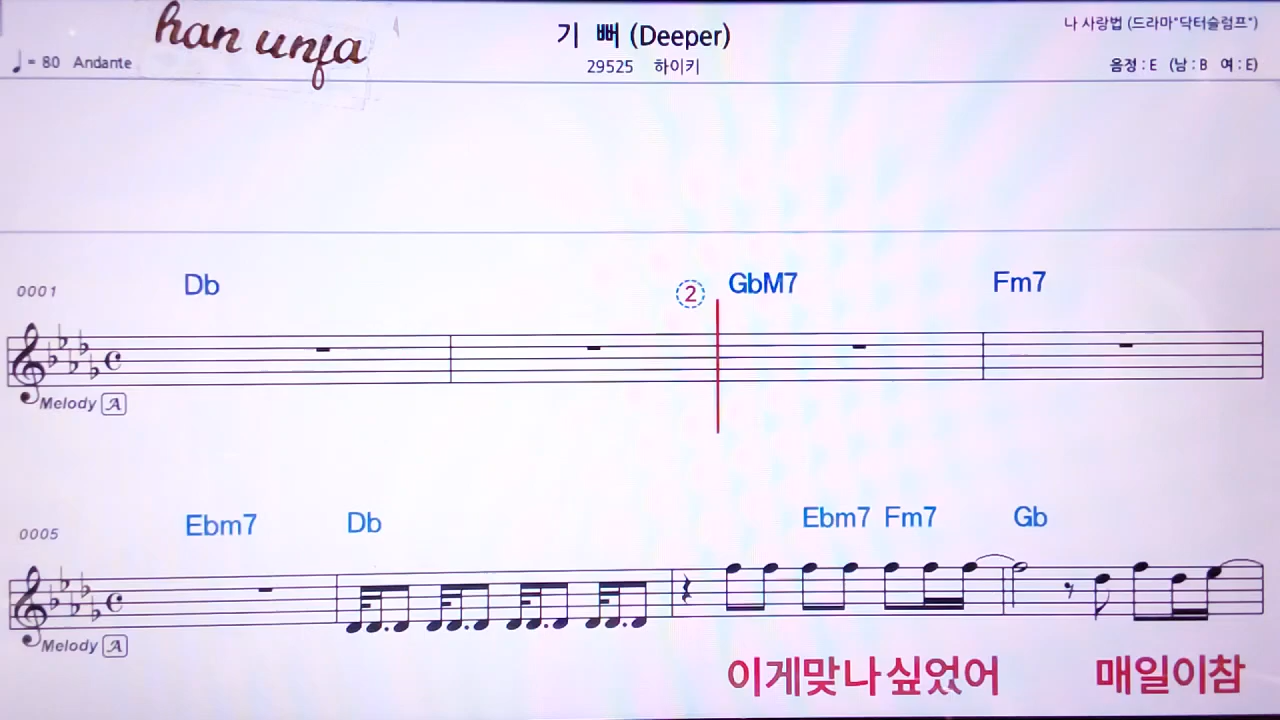 han unfa
기 뻐 (Deeper)
나 사랑법 (드라마"닥터슬럼프")
♩ = 80 Andante
29525 하이키
음정 : E (남 : B 여 : E)
0001 Db ② GbM7 Fm7
Melody A
0005 Ebm7 Db Ebm7 Fm7 Gb
Melody A
이게맞나싶었어 매일이참